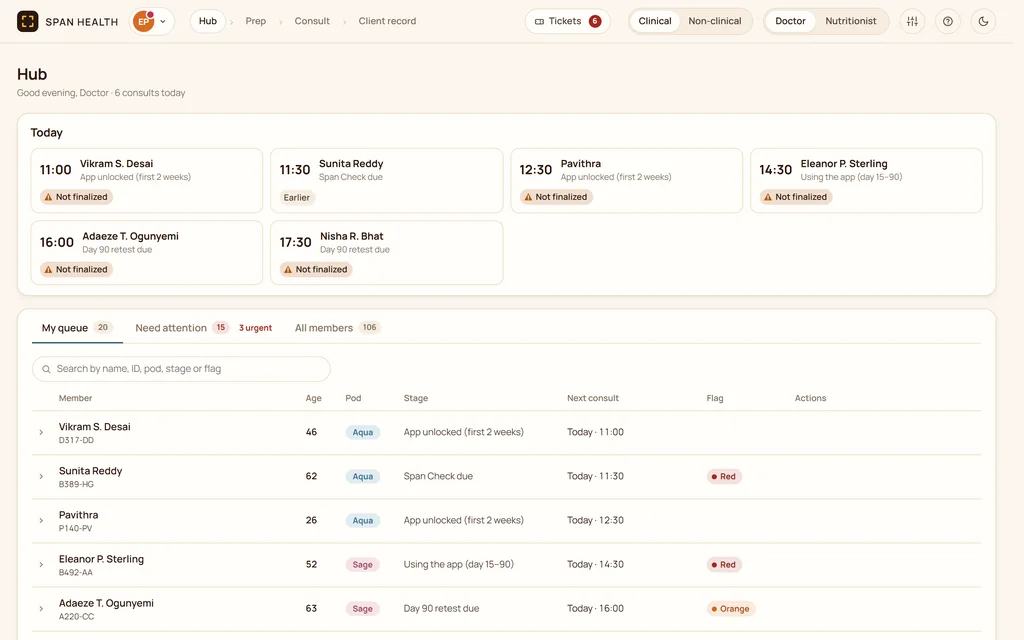 SPAN HEALTH EP Hub Prep Consult Client record Tickets 6 Clinical Non-clinical Doctor Nutritionist
Hub
Good evening, Doctor · 6 consults today
Today
11:00 Vikram S. Desai
App unlocked (first 2 weeks)
Not finalized
11:30 Sunita Reddy
Span Check due
Earlier
12:30 Pavithra
App unlocked (first 2 weeks)
Not finalized
14:30 Eleanor P. Sterling
Using the app (day 15–90)
Not finalized
16:00 Adaeze T. Ogunyemi
Day 90 retest due
Not finalized
17:30 Nisha R. Bhat
Day 90 retest due
Not finalized
My queue 20 Need attention 15 3 urgent All members 106
Search by name, ID, pod, stage or flag
Member Age Pod Stage Next consult Flag Actions
Vikram S. Desai 46 Aqua App unlocked (first 2 weeks) Today · 11:00
D317-DD
Sunita Reddy 62 Aqua Span Check due Today · 11:30 Red
B389-HG
Pavithra 26 Aqua App unlocked (first 2 weeks) Today · 12:30
P140-PV
Eleanor P. Sterling 52 Sage Using the app (day 15–90) Today · 14:30 Red
B492-AA
Adaeze T. Ogunyemi 63 Sage Day 90 retest due Today · 16:00 Orange
A220-CC